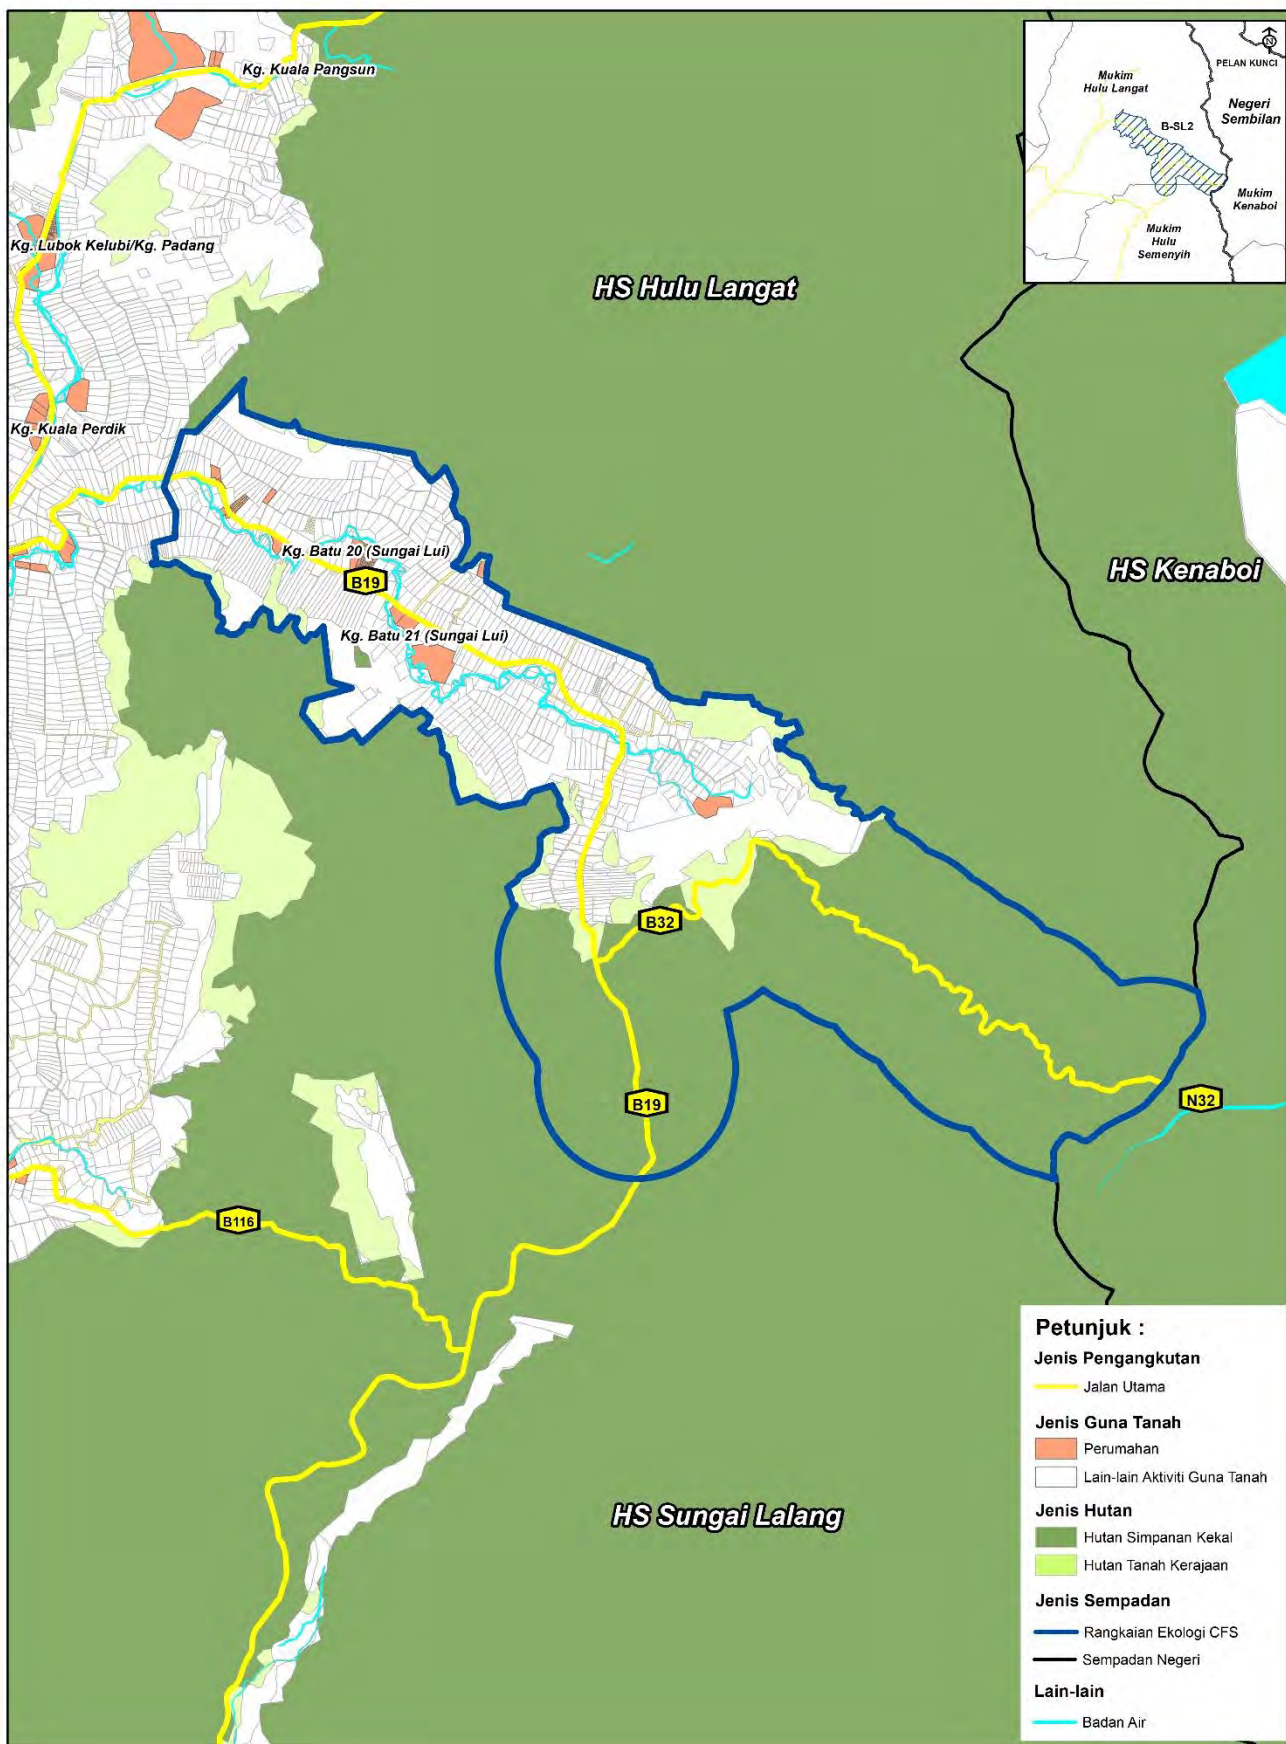 Kg. Kuala Pangsun
PELAN KUNCI
N
Mukim
Hulu Langat
Negeri
Sembilan
B-SL2
Mukim
Kenaboi
Mukim
Hulu
Semenyih
Kg. Lubok Kelubi/Kg. Padang
HS Hulu Langat
Kg. Kuala Perdik
Kg. Batu 20 (Sungai Lui)
B19
HS Kenaboi
Kg. Batu 21 (Sungai Lui)
B32
B19
N32
B116
HS Sungai Lalang
Petunjuk :
Jenis Pengangkutan
Jalan Utama
Jenis Guna Tanah
Perumahan
Lain-lain Aktiviti Guna Tanah
Jenis Hutan
Hutan Simpanan Kekal
Hutan Tanah Kerajaan
Jenis Sempadan
Rangkaian Ekologi CFS
Sempadan Negeri
Lain-lain
Badan Air